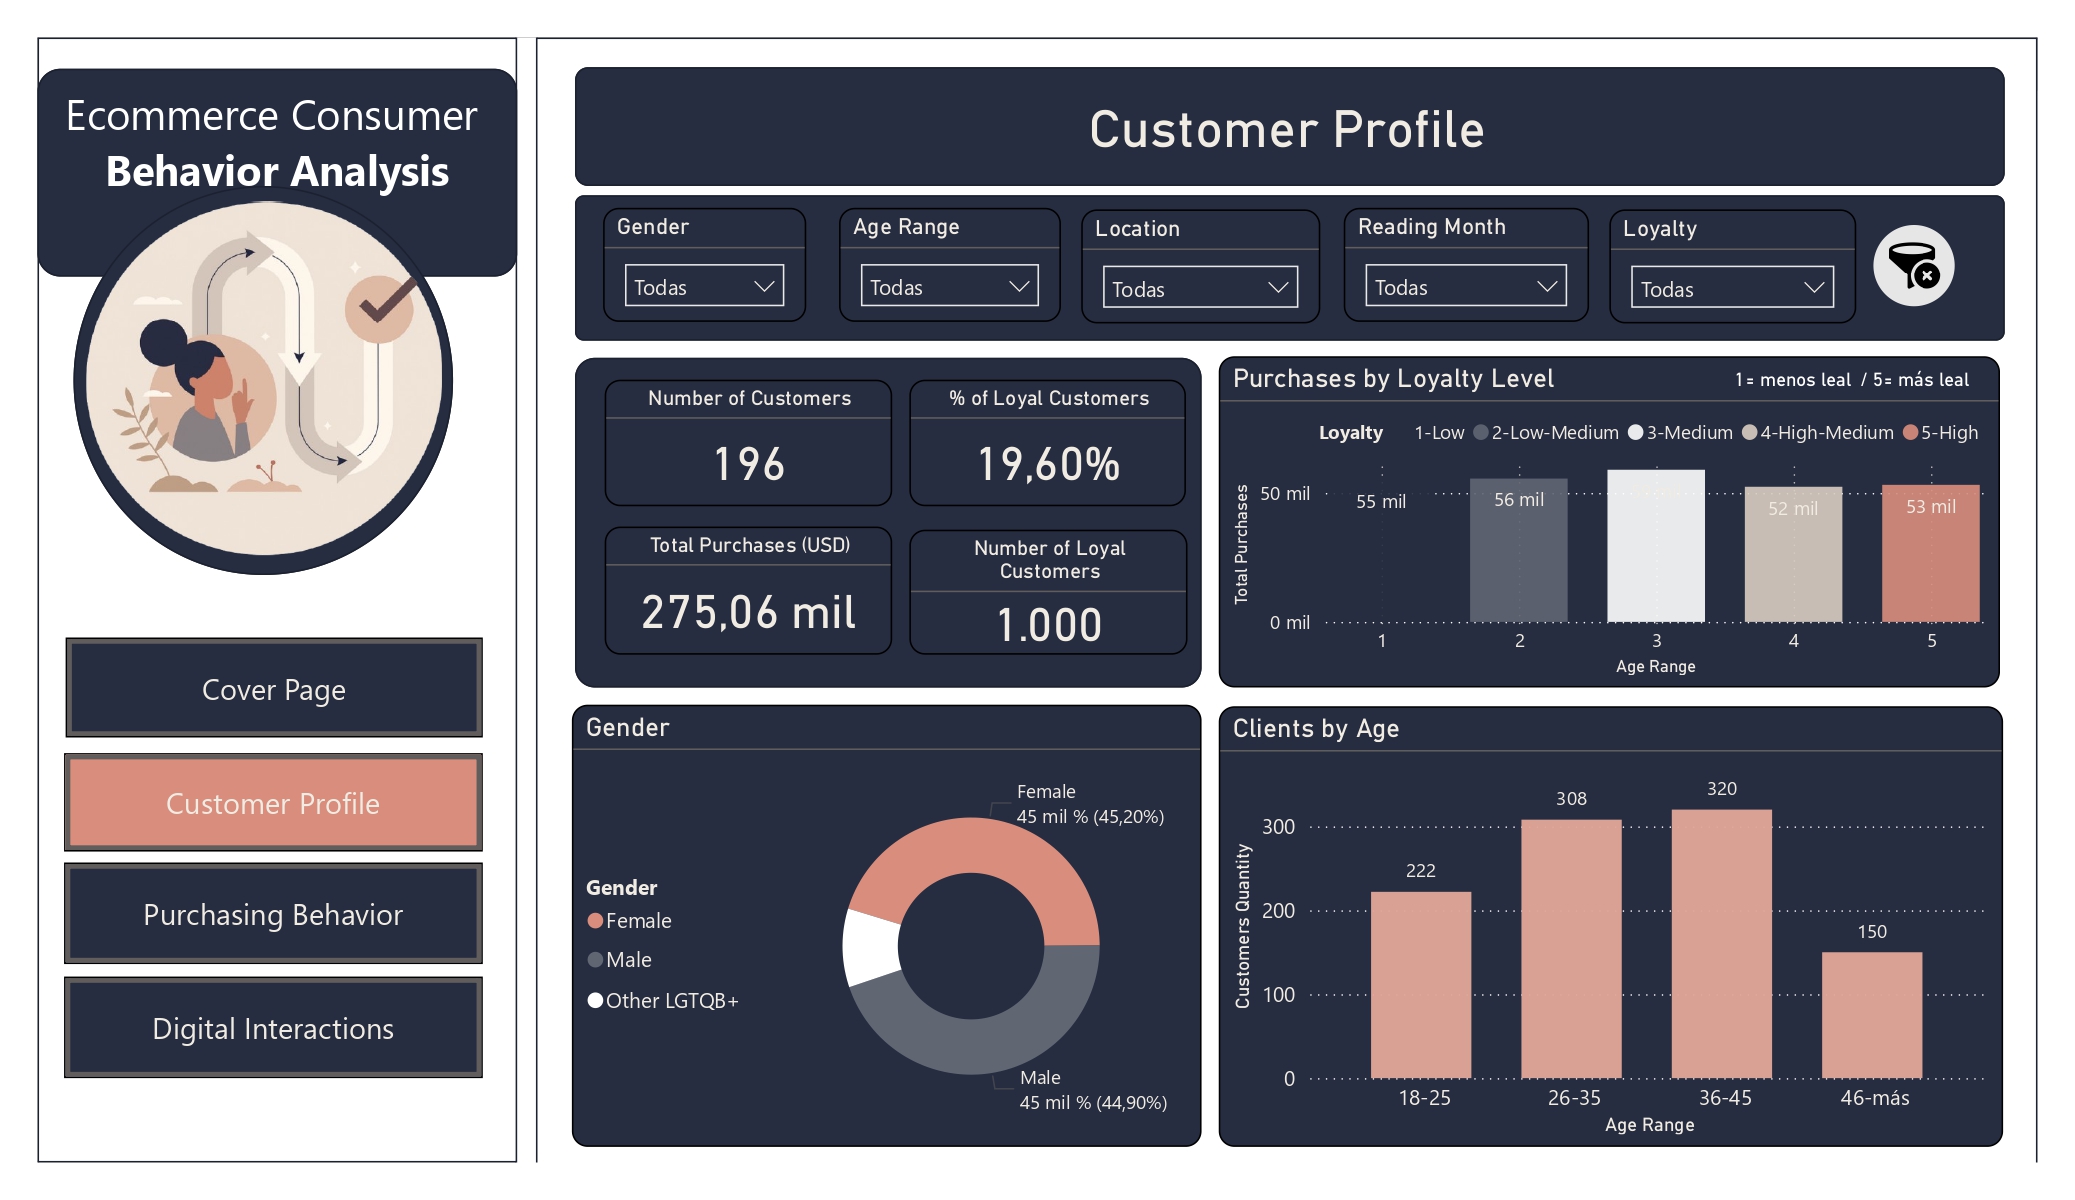 Ecommerce Consumer
Behavior Analysis
Cover Page
Customer Profile
Purchasing Behavior
Digital Interactions
Customer Profile
Gender
Todas
Age Range
Todas
Location
Todas
Reading Month
Todas
Loyalty
Todas
Number of Customers
196
% of Loyal Customers
19,60%
Total Purchases (USD)
275,06 mil
Number of Loyal
Customers
1.000
Purchases by Loyalty Level
1= menos leal / 5= más leal
Loyalty 1-Low 2-Low-Medium 3-Medium 4-High-Medium 5-High
Total Purchases
50 mil
0 mil
55 mil
56 mil
52 mil
53 mil
1 2 3 4 5
Age Range
Gender
Gender
Female
Male
Other LGTQB+
Female
45 mil % (45,20%)
Male
45 mil % (44,90%)
Clients by Age
Customers Quantity
300
200
100
0
222
308
320
150
18-25 26-35 36-45 46-más
Age Range